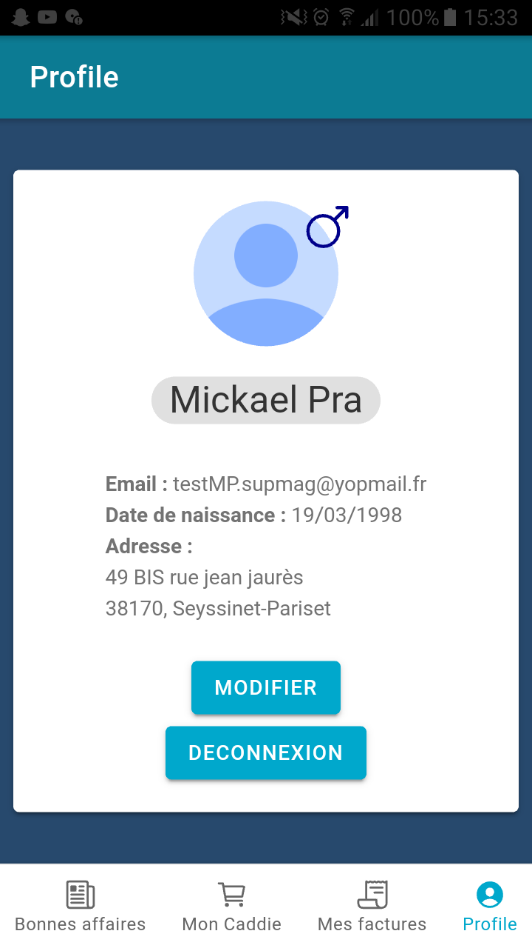 100% 15:33
Profile
Mickael Pra
Email : testMP.supmag@yopmail.fr
Date de naissance : 19/03/1998
Adresse :
49 BIS rue jean jaurès
38170, Seyssinet-Pariset
MODIFIER
DECONNEXION
Bonnes affaires Mon Caddie Mes factures Profile